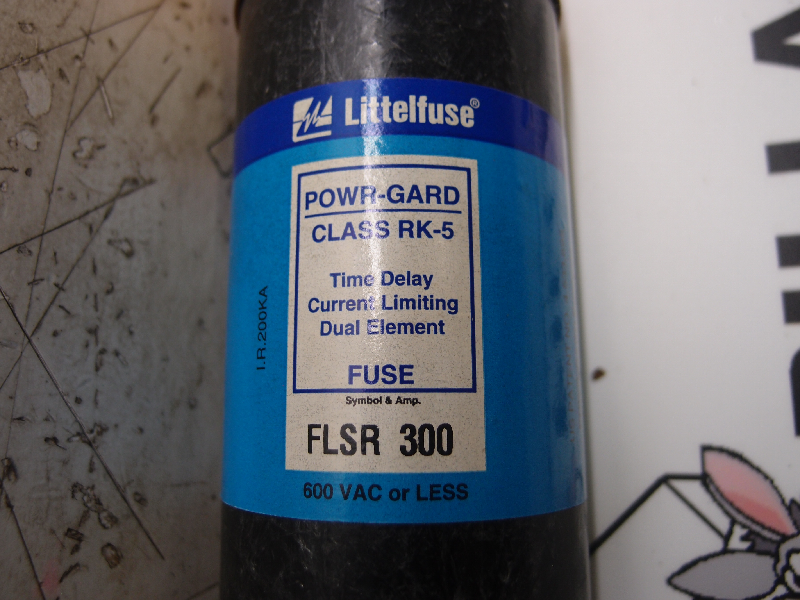 Littelfuse®
POWR-GARD
CLASS RK-5
Time Delay
Current Limiting
Dual Element
FUSE
Symbol & Amp.
FLSR 300
600 VAC or LESS
I.R.200KA